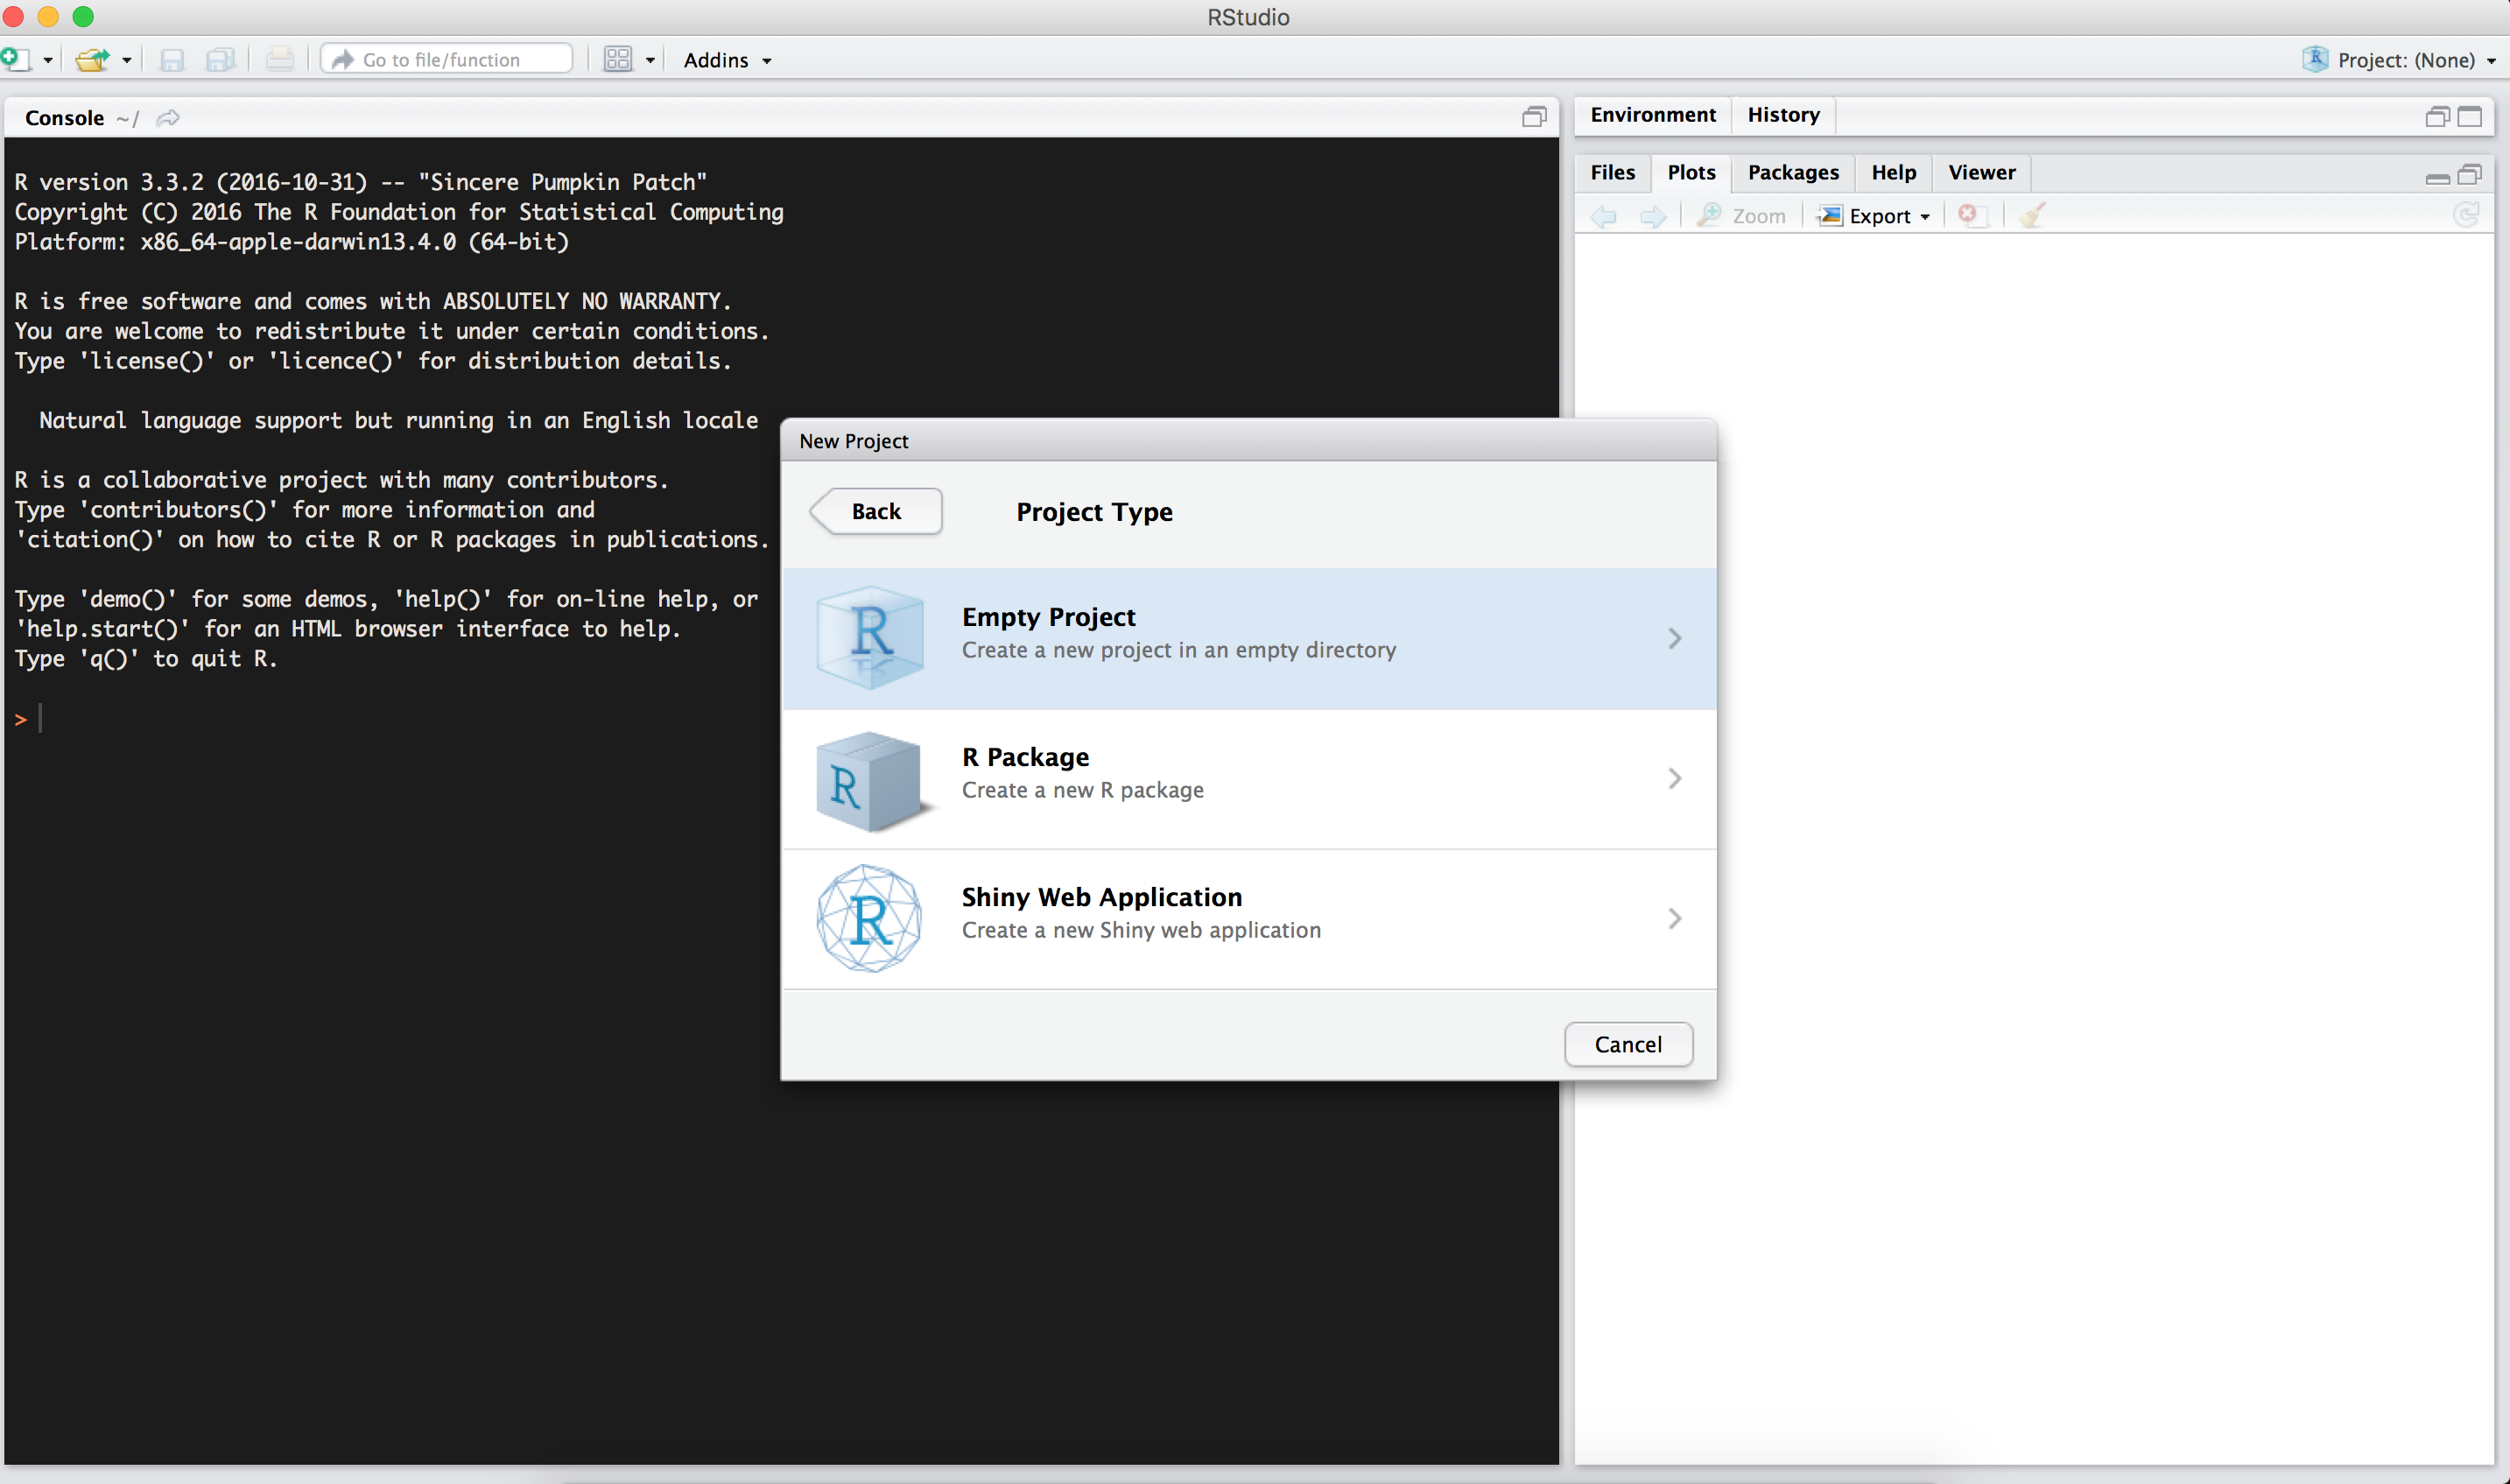 RStudio
Go to file/function
Addins
Project: (None)
Console ~/
R version 3.3.2 (2016-10-31) -- "Sincere Pumpkin Patch"
Copyright (C) 2016 The R Foundation for Statistical Computing
Platform: x86_64-apple-darwin13.4.0 (64-bit)
R is free software and comes with ABSOLUTELY NO WARRANTY.
You are welcome to redistribute it under certain conditions.
Type 'license()' or 'licence()' for distribution details.
Natural language support but running in an English locale
R is a collaborative project with many contributors.
Type 'contributors()' for more information and
'citation()' on how to cite R or R packages in publications.
Type 'demo()' for some demos, 'help()' for on-line help, or
'help.start()' for an HTML browser interface to help.
Type 'q()' to quit R.
>
Environment History
Files Plots Packages Help Viewer
Zoom Export
New Project
Back Project Type
R
Empty Project
Create a new project in an empty directory
R
R Package
Create a new R package
R
Shiny Web Application
Create a new Shiny web application
Cancel